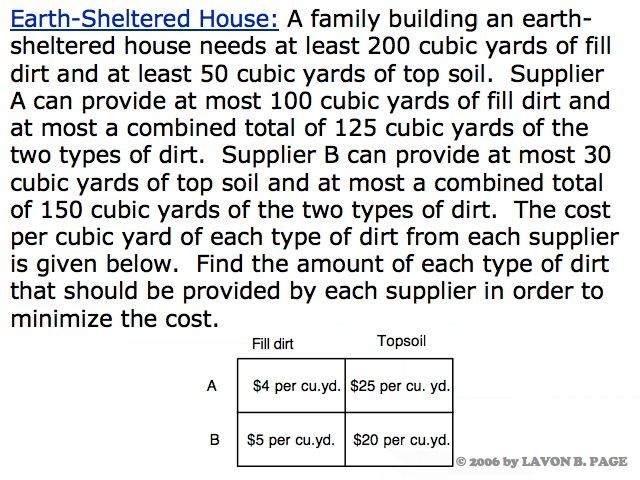 Earth-Sheltered House: A family building an earth-
sheltered house needs at least 200 cubic yards of fill
dirt and at least 50 cubic yards of top soil. Supplier
A can provide at most 100 cubic yards of fill dirt and
at most a combined total of 125 cubic yards of the
two types of dirt. Supplier B can provide at most 30
cubic yards of top soil and at most a combined total
of 150 cubic yards of the two types of dirt. The cost
per cubic yard of each type of dirt from each supplier
is given below. Find the amount of each type of dirt
that should be provided by each supplier in order to
minimize the cost.
Fill dirt Topsoil
A $4 per cu.yd. $25 per cu. yd.
B $5 per cu.yd. $20 per cu.yd.
© 2006 by LAVON B. PAGE